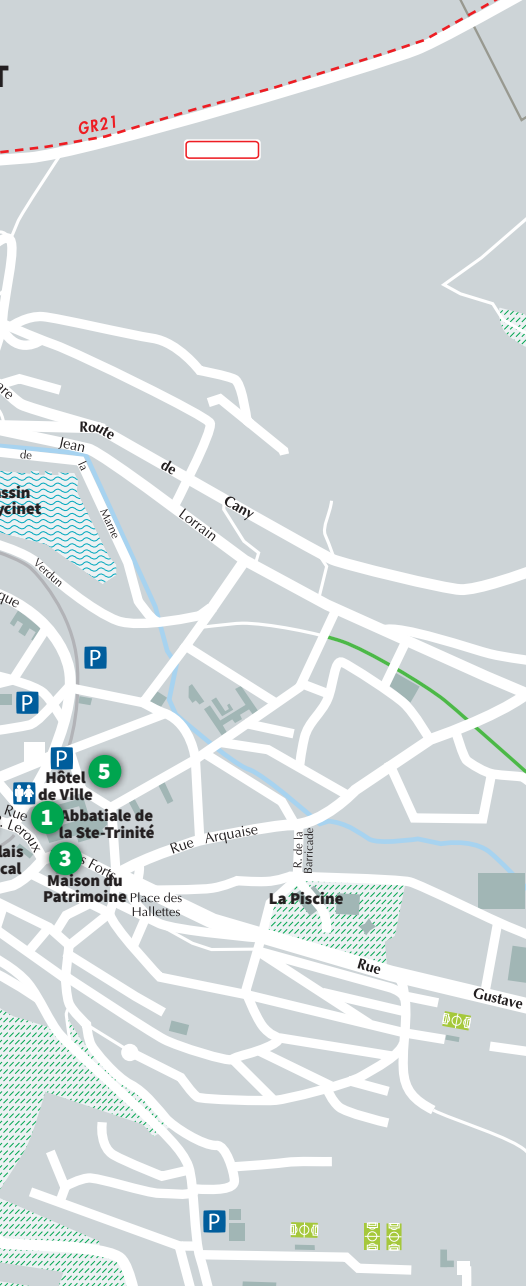 T
GR21
are
Route
de
Cany
Jean
Lorrain
de
la
Marne
ssin
ycinet
Verdun
que
P
P
P
Hôtel
de Ville
5
Rue
Leroux
1
Abbatiale de
la Ste-Trinité
lais
cal
3
s Forts
Maison du
Patrimoine
Place des
Hallettes
Rue Arquaise
R. de la
Barricade
La Piscine
Rue
Gustave
P